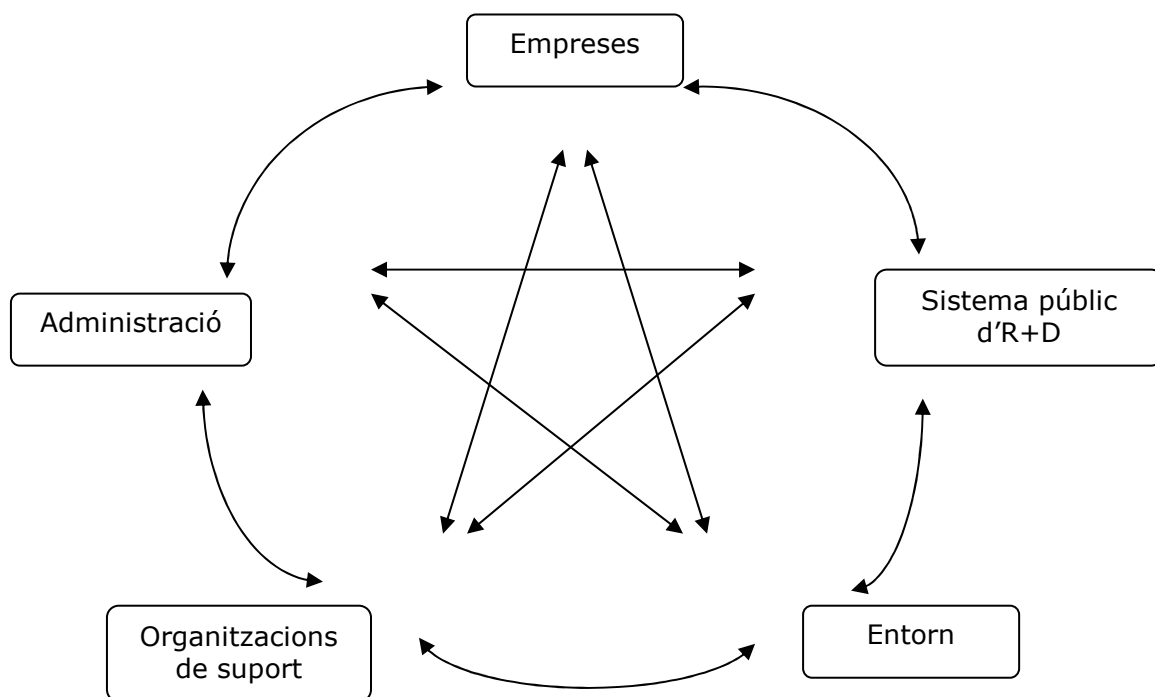 Empreses
Administració
Sistema públic
d’R+D
Organitzacions
de suport
Entorn